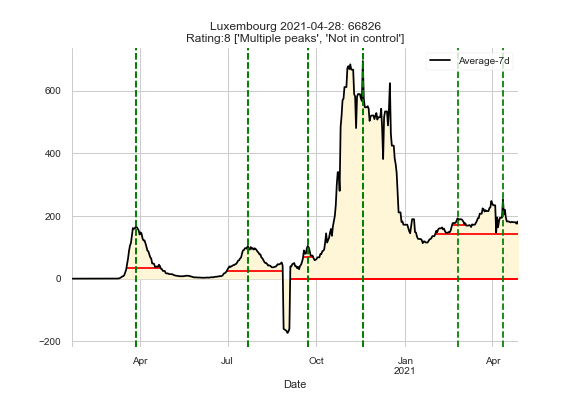 Luxembourg 2021-04-28: 66826
Rating:8 ['Multiple peaks', 'Not in control']
Average-7d
600
400
200
0
−200
Apr
Jul
Oct
Jan
2021
Apr
Date